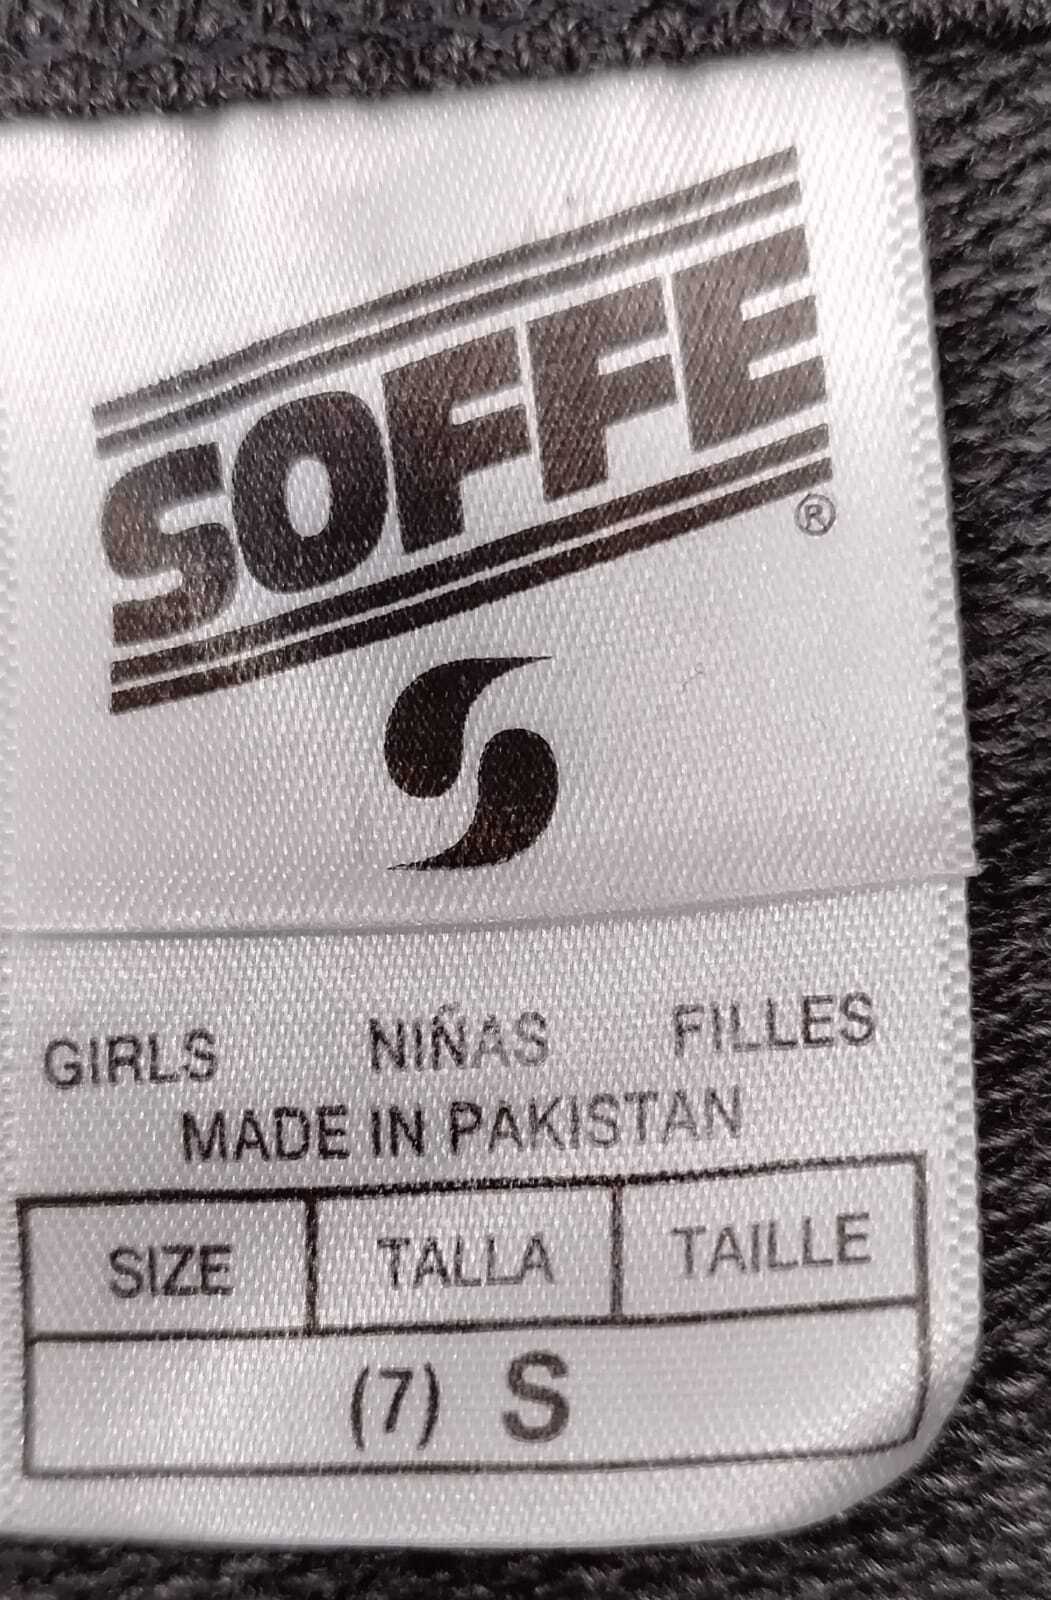 SOFFE
®
GIRLS NIÑAS FILLES
MADE IN PAKISTAN
SIZE TALLA TAILLE
(7) S